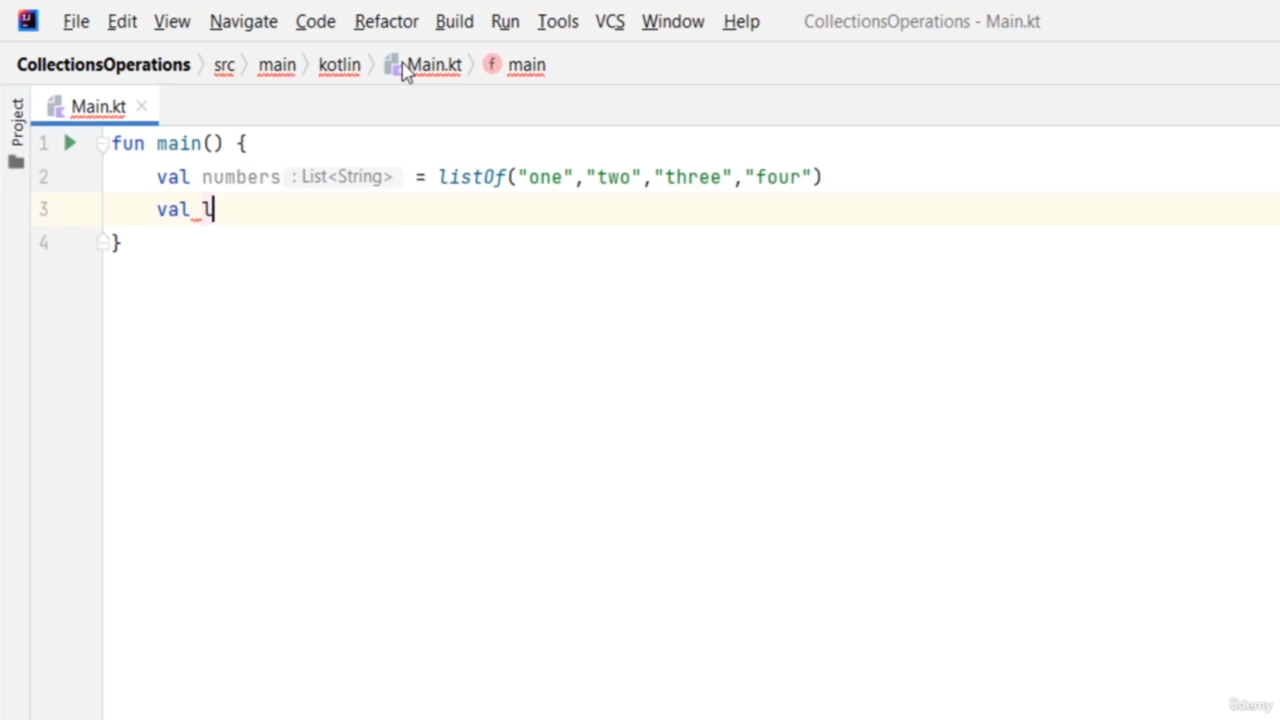 File Edit View Navigate Code Refactor Build Run Tools VCS Window Help CollectionsOperations - Main.kt
CollectionsOperations src main kotlin Main.kt f main
Project
Main.kt
1 fun main() {
2 val numbers : List<String> = listOf("one","two","three","four")
3 val l
4 }
ûdemy